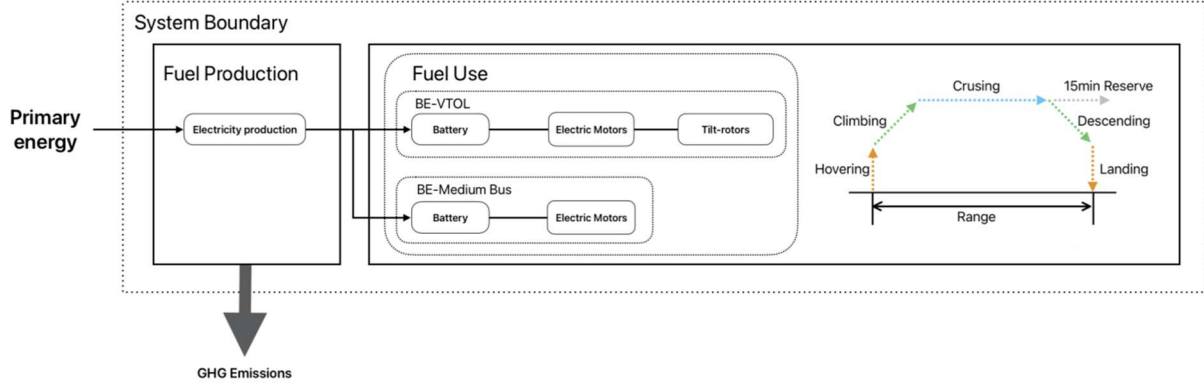 System Boundary
Fuel Production
Fuel Use
Primary
energy
Electricity production
BE-VTOL
Battery
Electric Motors
Tilt-rotors
BE-Medium Bus
Battery
Electric Motors
Crusing
15min Reserve
Climbing
Descending
Hovering
Landing
Range
GHG Emissions